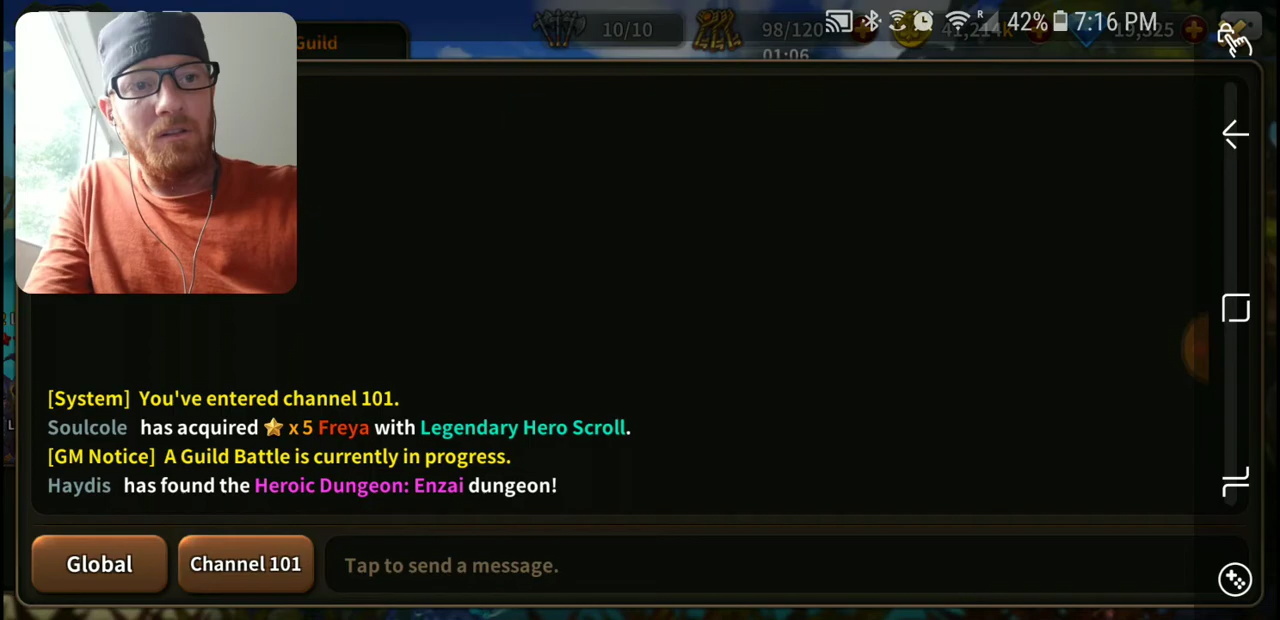 Guild
10/10
98/120
01:06
41,214k
42%
7:16 PM
[System] You've entered channel 101.
Soulcole has acquired x 5 Freya with Legendary Hero Scroll.
[GM Notice] A Guild Battle is currently in progress.
Haydis has found the Heroic Dungeon: Enzai dungeon!
Global
Channel 101
Tap to send a message.